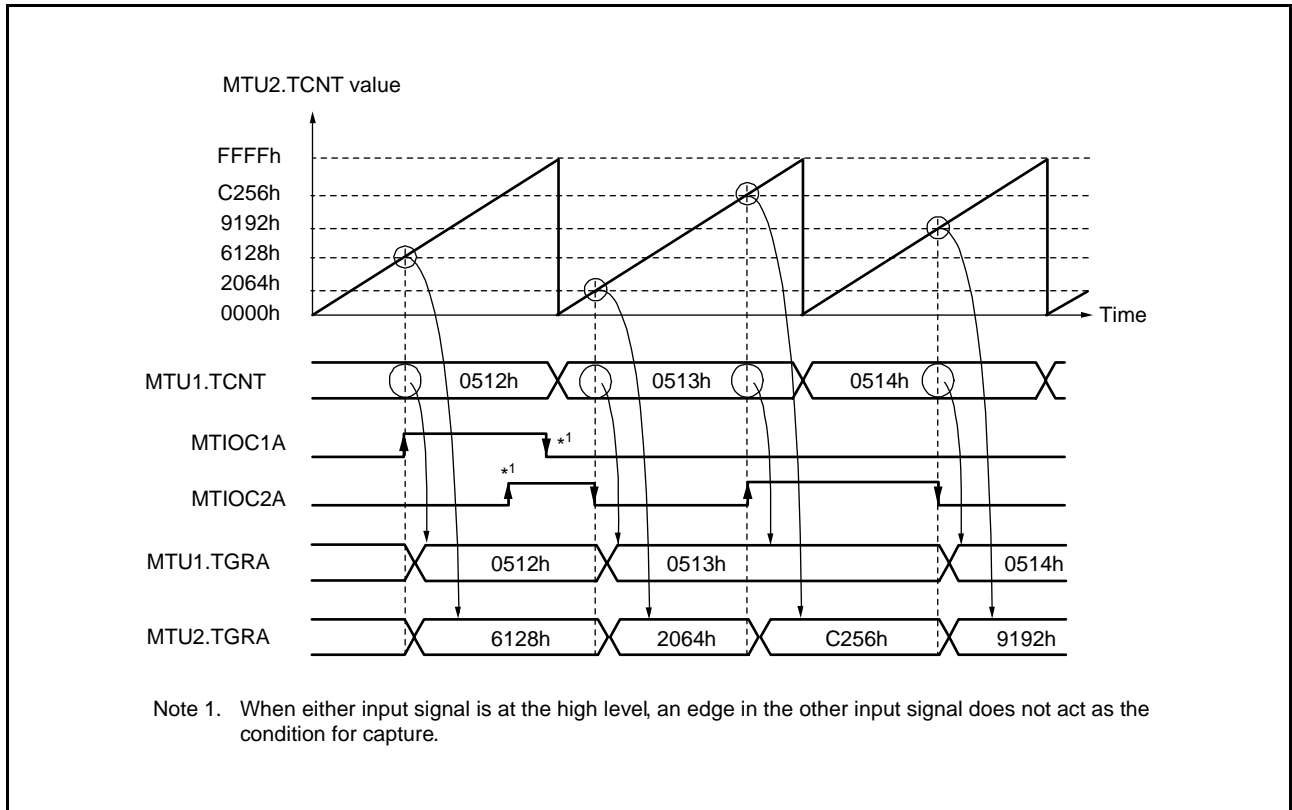 MTU2.TCNT value
FFFFh
C256h
9192h
6128h
2064h
0000h
Time
MTU1.TCNT 0512h 0513h 0514h
MTIOC1A *1
MTIOC2A *1
MTU1.TGRA 0512h 0513h 0514h
MTU2.TGRA 6128h 2064h C256h 9192h
Note 1. When either input signal is at the high level, an edge in the other input signal does not act as the
condition for capture.